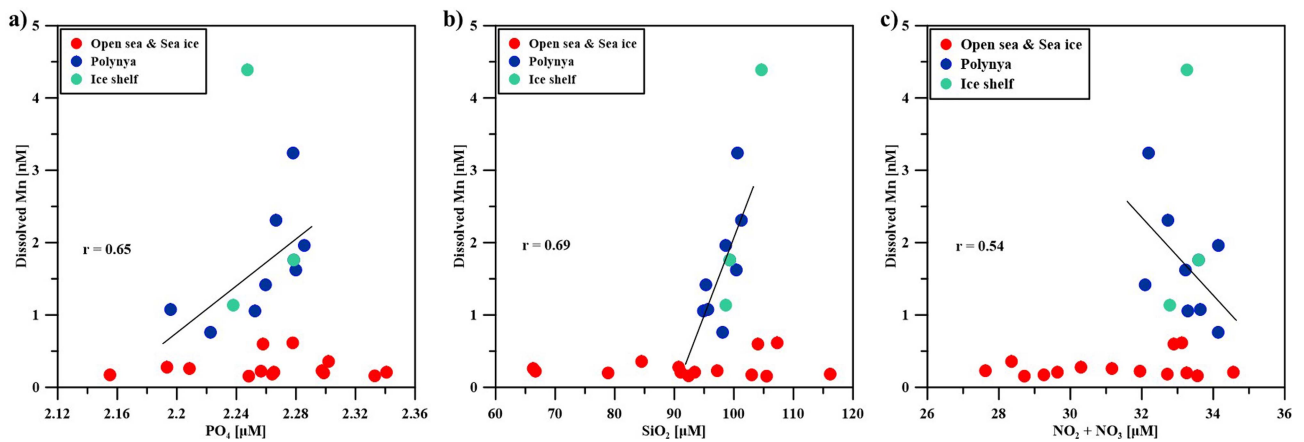 a)
Dissolved Mn [nM]
5
4
3
2
1
0
Open sea & Sea ice
Polynya
Ice shelf
r = 0.65
2.12 2.16 2.2 2.24 2.28 2.32 2.36
PO₄ [µM]
b)
Dissolved Mn [nM]
5
4
3
2
1
0
Open sea & Sea ice
Polynya
Ice shelf
r = 0.69
60 70 80 90 100 110 120
SiO₂ [µM]
c)
Dissolved Mn [nM]
5
4
3
2
1
0
Open sea & Sea ice
Polynya
Ice shelf
r = 0.54
26 28 30 32 34 36
NO₂ + NO₃ [µM]